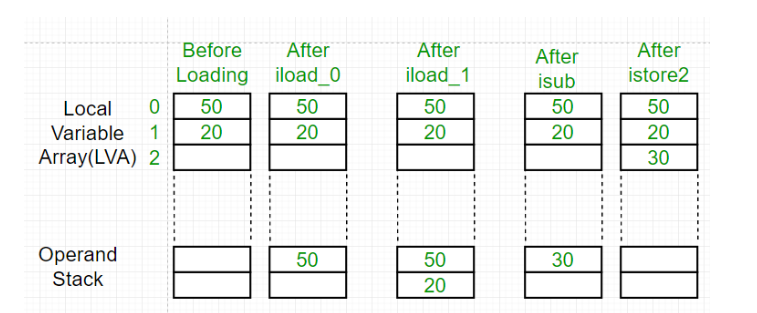 Before After After After After
Loading iload_0 iload_1 isub istore2
Local 0 50 50 50 50 50
Variable 1 20 20 20 20 20
Array(LVA) 2 30
Operand 50 50 30
Stack 20